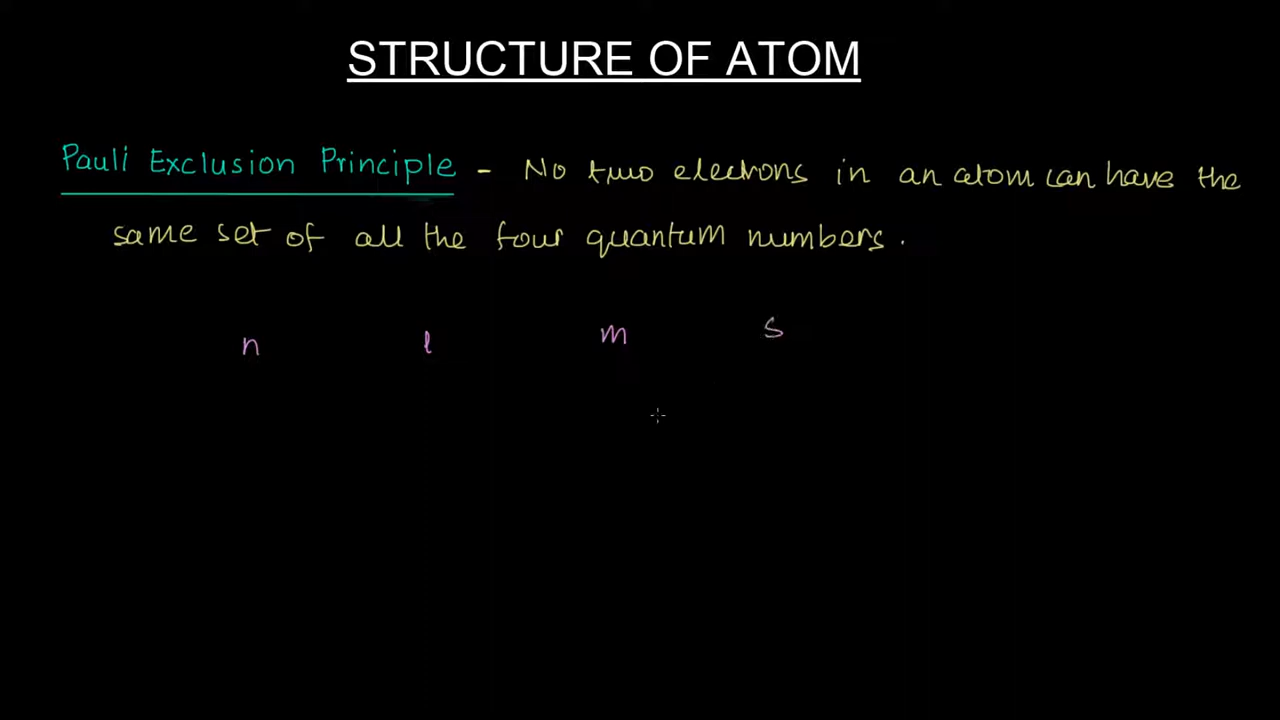 STRUCTURE OF ATOM
Pauli Exclusion Principle - No two electrons in an atom can have the
same set of all the four quantum numbers.
n l m s